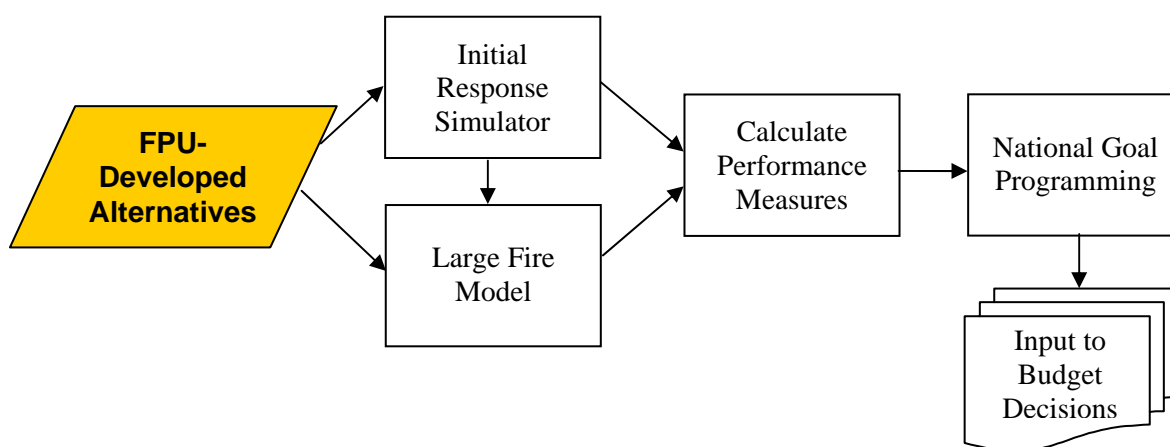 FPU-
Developed
Alternatives
Initial
Response
Simulator
Large Fire
Model
Calculate
Performance
Measures
National Goal
Programming
Input to
Budget
Decisions